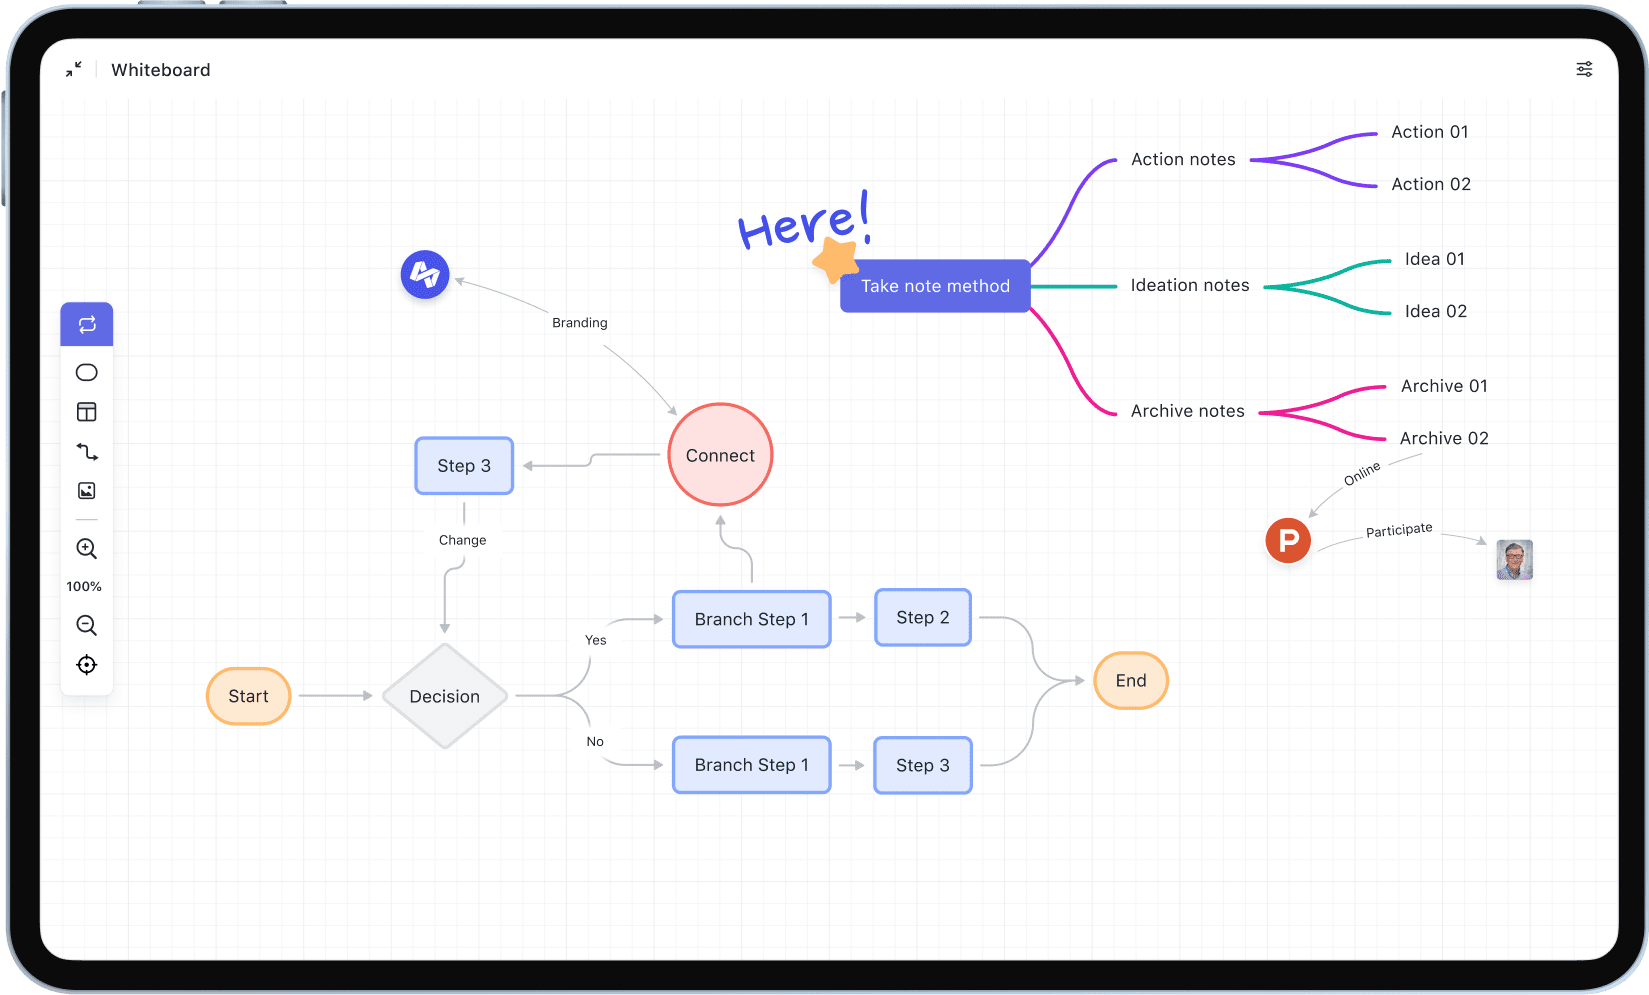 Whiteboard
Action 01
Action notes
Action 02
Here!
Take note method
Idea 01
Ideation notes
Idea 02
Branding
Archive 01
Archive notes
Archive 02
Connect
Step 3
Online
P
Participate
Change
100%
Yes
Branch Step 1
Step 2
Start
Decision
End
No
Branch Step 1
Step 3